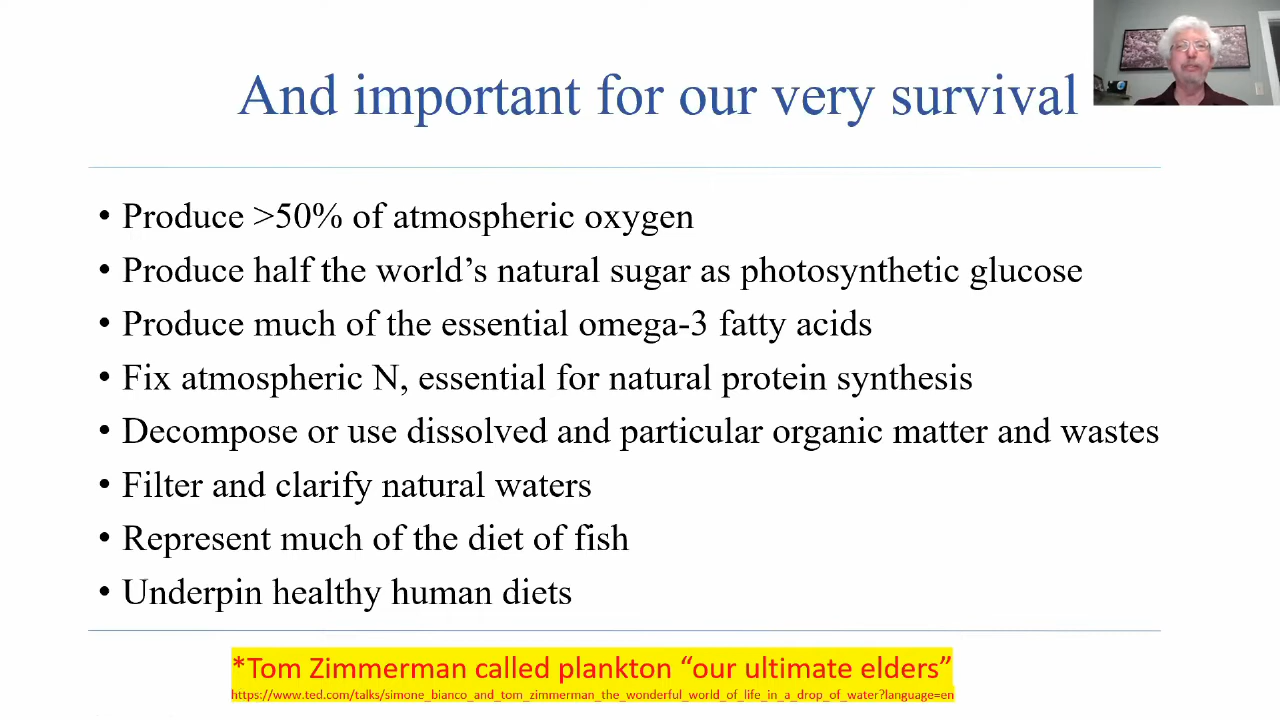 And important for our very survival
• Produce >50% of atmospheric oxygen
• Produce half the world’s natural sugar as photosynthetic glucose
• Produce much of the essential omega-3 fatty acids
• Fix atmospheric N, essential for natural protein synthesis
• Decompose or use dissolved and particular organic matter and wastes
• Filter and clarify natural waters
• Represent much of the diet of fish
• Underpin healthy human diets
*Tom Zimmerman called plankton “our ultimate elders”
https://www.ted.com/talks/simone_bianco_and_tom_zimmerman_the_wonderful_world_of_life_in_a_drop_of_water?language=en